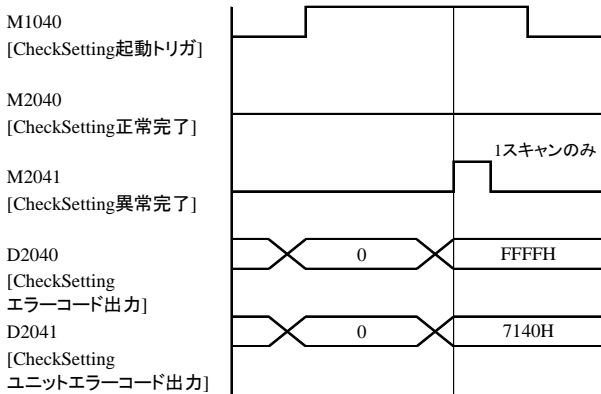 M1040
[CheckSetting起動トリガ]
M2040
[CheckSetting正常完了]
1スキャンのみ
M2041
[CheckSetting異常完了]
D2040
0
FFFFH
[CheckSetting
エラーコード出力]
D2041
0
7140H
[CheckSetting
ユニットエラーコード出力]